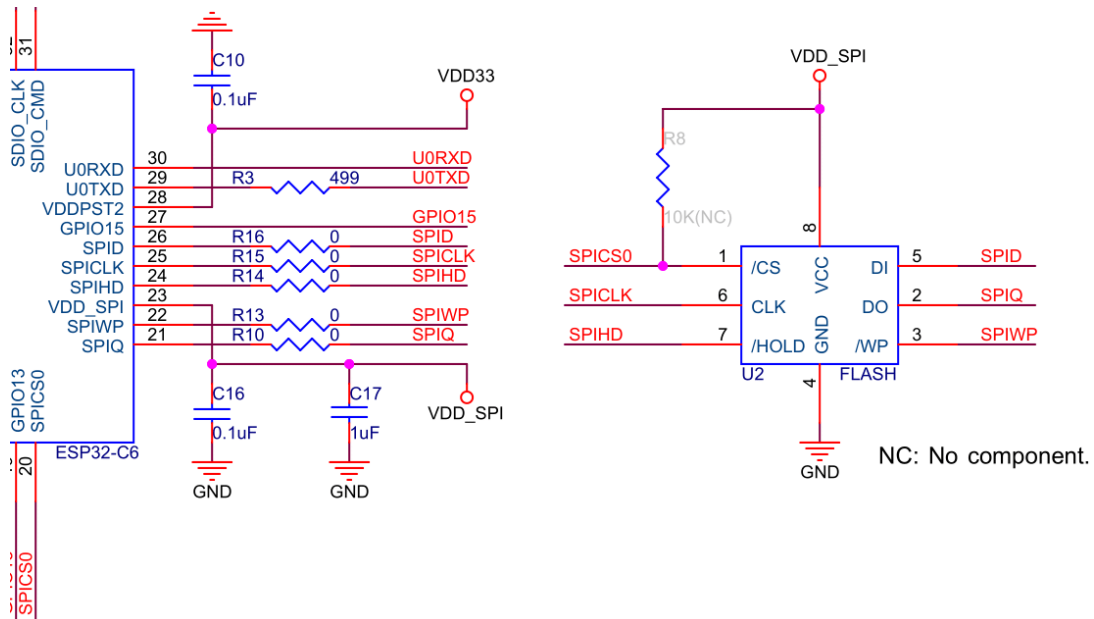 31
SDIO_CLK
SDIO_CMD
C10
0.1uF
VDD33
U0RXD 30 U0RXD
U0TXD 29 R3 499 U0TXD
VDDPST2 28
GPIO15 27 GPIO15
SPID 26 R16 0 SPID
SPICLK 25 R15 0 SPICLK
SPIHD 24 R14 0 SPIHD
VDD_SPI 23
SPIWP 22 R13 0 SPIWP
SPIQ 21 R10 0 SPIQ
GPIO13
SPICS0
C16
0.1uF
C17
1uF
VDD_SPI
ESP32-C6
20
GND
GND
SPICS0
VDD_SPI
R8
10K(NC)
8
SPICS0 1 /CS VCC DI 5 SPID
SPICLK 6 CLK DO 2 SPIQ
SPIHD 7 /HOLD GND /WP 3 SPIWP
U2 FLASH
4
GND
NC: No component.